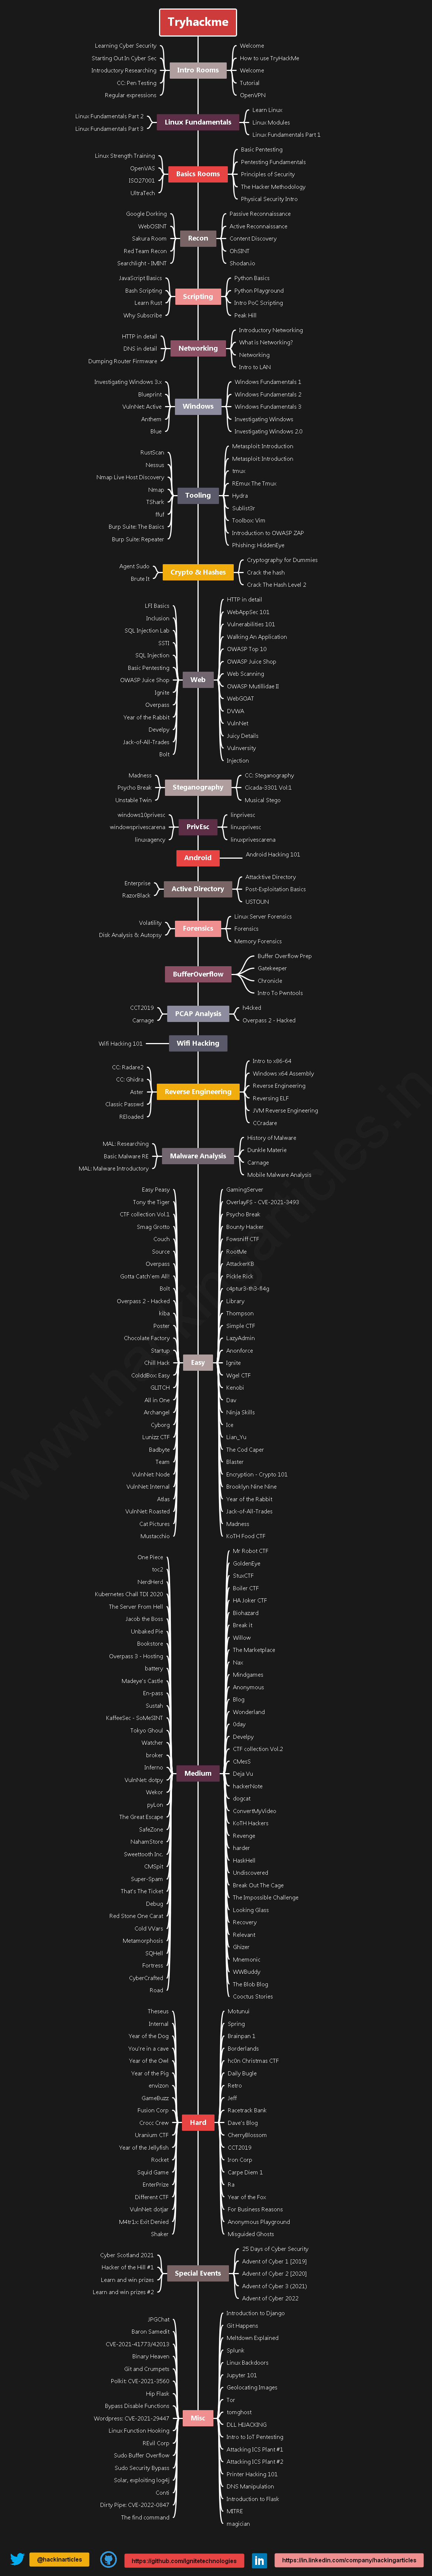 Tryhackme
Learning Cyber Security
Starting Out In Cyber Sec
Introductory Researching
CC: Pen Testing
Regular expressions
Intro Rooms
Welcome
How to use TryHackMe
Welcome
Tutorial
OpenVPN
Linux Fundamentals Part 2
Linux Fundamentals Part 3
Linux Fundamentals
Learn Linux
Linux Modules
Linux Fundamentals Part 1
Linux Strength Training
OpenVAS
ISO27001
UltraTech
Basics Rooms
Basic Pentesting
Pentesting Fundamentals
Principles of Security
The Hacker Methodology
Physical Security Intro
Google Dorking
WebOSINT
Sakura Room
Red Team Recon
Searchlight - IMINT
Recon
Passive Reconnaissance
Active Reconnaissance
Content Discovery
OhSINT
Shodan.io
JavaScript Basics
Bash Scripting
Learn Rust
Why Subscribe
Scripting
Python Basics
Python Playground
Intro PoC Scripting
Peak Hill
HTTP in detail
DNS in detail
Dumping Router Firmware
Networking
Introductory Networking
What is Networking?
Networking
Intro to LAN
Investigating Windows 3.x
Blueprint
VulnNet: Active
Anthem
Blue
Windows
Windows Fundamentals 1
Windows Fundamentals 2
Windows Fundamentals 3
Investigating Windows
Investigating Windows 2.0
RustScan
Nessus
Nmap Live Host Discovery
Nmap
TShark
ffuf
Burp Suite: The Basics
Burp Suite: Repeater
Tooling
Metasploit: Introduction
Metasploit: Introduction
tmux
REmux The Tmux
Hydra
Sublist3r
Toolbox: Vim
Introduction to OWASP ZAP
Phishing: HiddenEye
Agent Sudo
Brute It
Crypto & Hashes
Cryptography for Dummies
Crack the hash
Crack The Hash Level 2
LFI Basics
Inclusion
SQL Injection Lab
SSTI
SQL Injection
Basic Pentesting
OWASP Juice Shop
Ignite
Overpass
Year of the Rabbit
Develpy
Jack-of-All-Trades
Bolt
Web
HTTP in detail
WebAppSec 101
Vulnerabilities 101
Walking An Application
OWASP Top 10
OWASP Juice Shop
Web Scanning
OWASP Mutillidae II
WebGOAT
DVWA
VulnNet
Juicy Details
Vulnversity
Injection
Madness
Psycho Break
Unstable Twin
Steganography
CC: Steganography
Cicada-3301 Vol:1
Musical Stego
windows10privesc
windowsprivescarena
linuxagency
PrivEsc
linprivesc
linuxprivesc
linuxprivescarena
Android
Android Hacking 101
Enterprise
RazorBlack
Active Directory
Attacktive Directory
Post-Exploitation Basics
USTOUN
Volatility
Disk Analysis & Autopsy
Forensics
Linux Server Forensics
Forensics
Memory Forensics
BufferOverflow
Buffer Overflow Prep
Gatekeeper
Chronicle
Intro To Pwntools
CCT2019
Carnage
PCAP Analysis
h4cked
Overpass 2 - Hacked
Wifi Hacking 101
Wifi Hacking
CC: Radare2
CC: Ghidra
Aster
Classic Passwd
REloaded
Reverse Engineering
Intro to x86-64
Windows x64 Assembly
Reverse Engineering
Reversing ELF
JVM Reverse Engineering
CCradare
MAL: Researching
Basic Malware RE
MAL: Malware Introductory
Malware Analysis
History of Malware
Dunkle Materie
Carnage
Mobile Malware Analysis
Easy Peasy
Tony the Tiger
CTF collection Vol.1
Smag Grotto
Couch
Source
Overpass
Gotta Catch'em All!
Bolt
Overpass 2 - Hacked
kiba
Poster
Chocolate Factory
Startup
Chill Hack
ColddBox: Easy
GLITCH
All in One
Archangel
Cyborg
Lunizz CTF
Badbyte
Team
VulnNet: Node
VulnNet: Internal
Atlas
VulnNet: Roasted
Cat Pictures
Mustacchio
Easy
GamingServer
OverlayFS - CVE-2021-3493
Psycho Break
Bounty Hacker
Fowsniff CTF
RootMe
AttackerKB
Pickle Rick
c4ptur3-th3-fl4g
Library
Thompson
Simple CTF
LazyAdmin
Anonforce
Ignite
Wgel CTF
Kenobi
Dav
Ninja Skills
Ice
Lian_Yu
The Cod Caper
Blaster
Encryption - Crypto 101
Brooklyn Nine Nine
Year of the Rabbit
Jack-of-All-Trades
Madness
KoTH Food CTF
One Piece
toc2
NerdHerd
Kubernetes Chall TDI 2020
The Server From Hell
Jacob the Boss
Unbaked Pie
Bookstore
Overpass 3 - Hosting
battery
Madeye's Castle
En-pass
Sustah
KaffeeSec - SoMeSINT
Tokyo Ghoul
Watcher
broker
Inferno
VulnNet: dotpy
Wekor
pyLon
The Great Escape
SafeZone
NahamStore
Sweettooth Inc.
CMSpit
Super-Spam
That's The Ticket
Debug
Red Stone One Carat
Cold VVars
Metamorphosis
SQHell
Fortress
CyberCrafted
Road
Medium
Mr Robot CTF
GoldenEye
StuxCTF
Boiler CTF
HA Joker CTF
Biohazard
Break it
Willow
The Marketplace
Nax
Mindgames
Anonymous
Blog
Wonderland
0day
Develpy
CTF collection Vol.2
CMesS
Deja Vu
hackerNote
dogcat
ConvertMyVideo
KoTH Hackers
Revenge
harder
HaskHell
Undiscovered
Break Out The Cage
The Impossible Challenge
Looking Glass
Recovery
Relevant
Ghizer
Mnemonic
WWBuddy
The Blob Blog
Cooctus Stories
Theseus
Internal
Year of the Dog
You're in a cave
Year of the Owl
Year of the Pig
envizon
GameBuzz
Fusion Corp
Crocc Crew
Uranium CTF
Year of the Jellyfish
Rocket
Squid Game
EnterPrize
Different CTF
VulnNet: dotjar
M4tr1x: Exit Denied
Shaker
Hard
Motunui
Spring
Brainpan 1
Borderlands
hc0n Christmas CTF
Daily Bugle
Retro
Jeff
Racetrack Bank
Dave's Blog
CherryBlossom
CCT2019
Iron Corp
Carpe Diem 1
Ra
Year of the Fox
For Business Reasons
Anonymous Playground
Misguided Ghosts
Cyber Scotland 2021
Hacker of the Hill #1
Learn and win prizes
Learn and win prizes #2
Special Events
25 Days of Cyber Security
Advent of Cyber 1 [2019]
Advent of Cyber 2 [2020]
Advent of Cyber 3 (2021)
Advent of Cyber 2022
JPGChat
Baron Samedit
CVE-2021-41773/42013
Binary Heaven
Git and Crumpets
Polkit: CVE-2021-3560
Hip Flask
Bypass Disable Functions
Wordpress: CVE-2021-29447
Linux Function Hooking
REvil Corp
Sudo Buffer Overflow
Sudo Security Bypass
Solar, exploiting log4j
Conti
Dirty Pipe: CVE-2022-0847
The find command
Misc
Introduction to Django
Git Happens
Meltdown Explained
Splunk
Linux Backdoors
Jupyter 101
Geolocating Images
Tor
tomghost
DLL HIJACKING
Intro to IoT Pentesting
Attacking ICS Plant #1
Attacking ICS Plant #2
Printer Hacking 101
DNS Manipulation
Introduction to Flask
MITRE
magician
www.hackingarticles.in
@hackinarticles
https://github.com/Ignitetechnologies
https://in.linkedin.com/company/hackingarticles